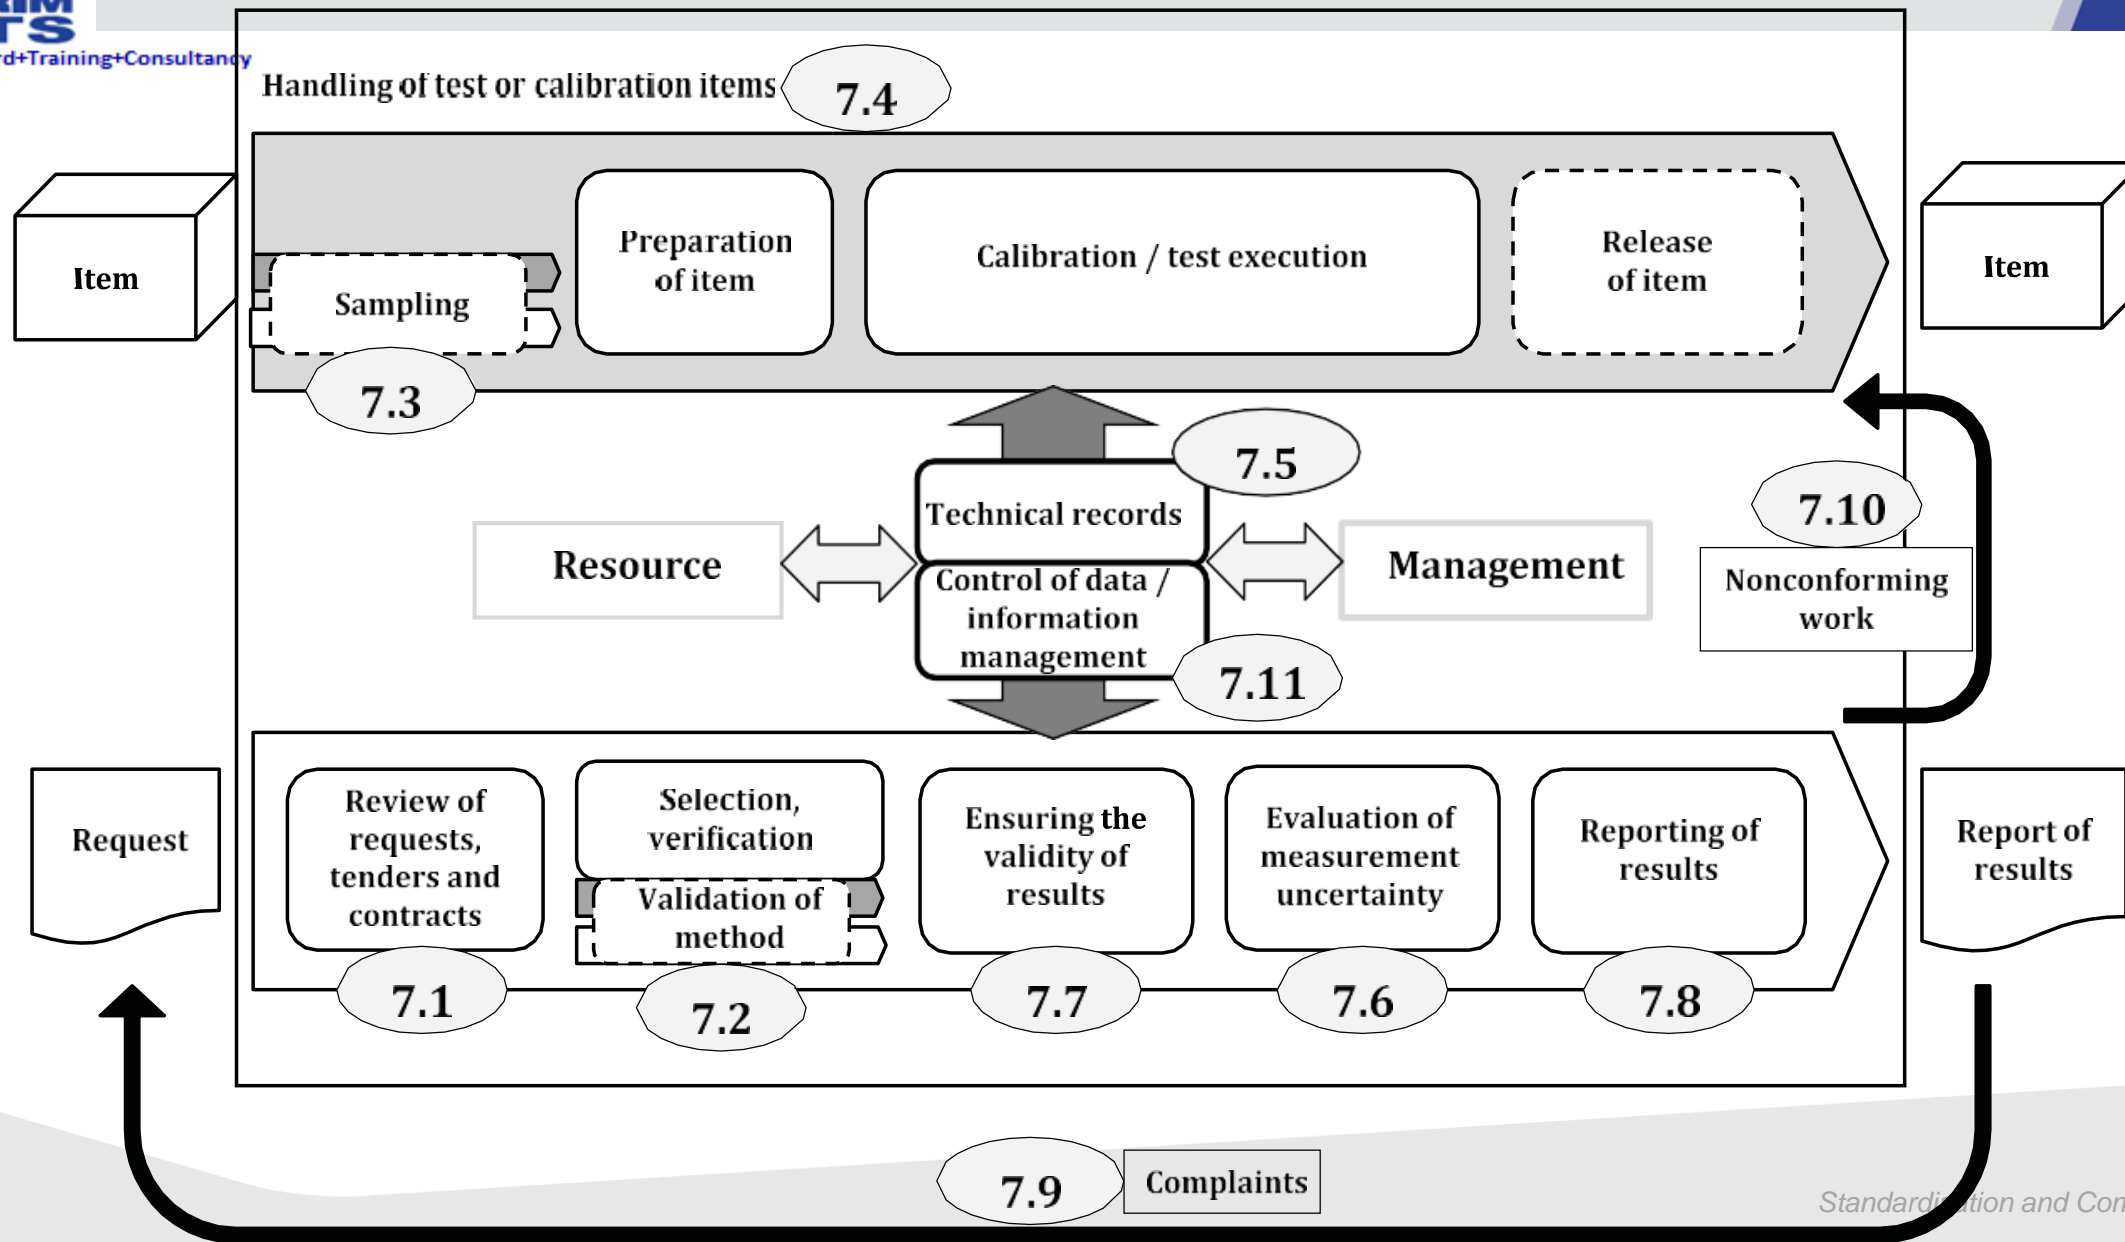 TS
rd+Training+Consultancy
Handling of test or calibration items
7.4
Item
Sampling
7.3
Preparation
of item
Calibration / test execution
Release
of item
Item
7.5
Technical records
Resource
Management
Control of data /
information
management
7.11
7.10
Nonconforming
work
Request
Review of
requests,
tenders and
contracts
7.1
Selection,
verification
Validation of
method
7.2
Ensuring the
validity of
results
7.7
Evaluation of
measurement
uncertainty
7.6
Reporting of
results
7.8
Report of
results
7.9
Complaints
and Con